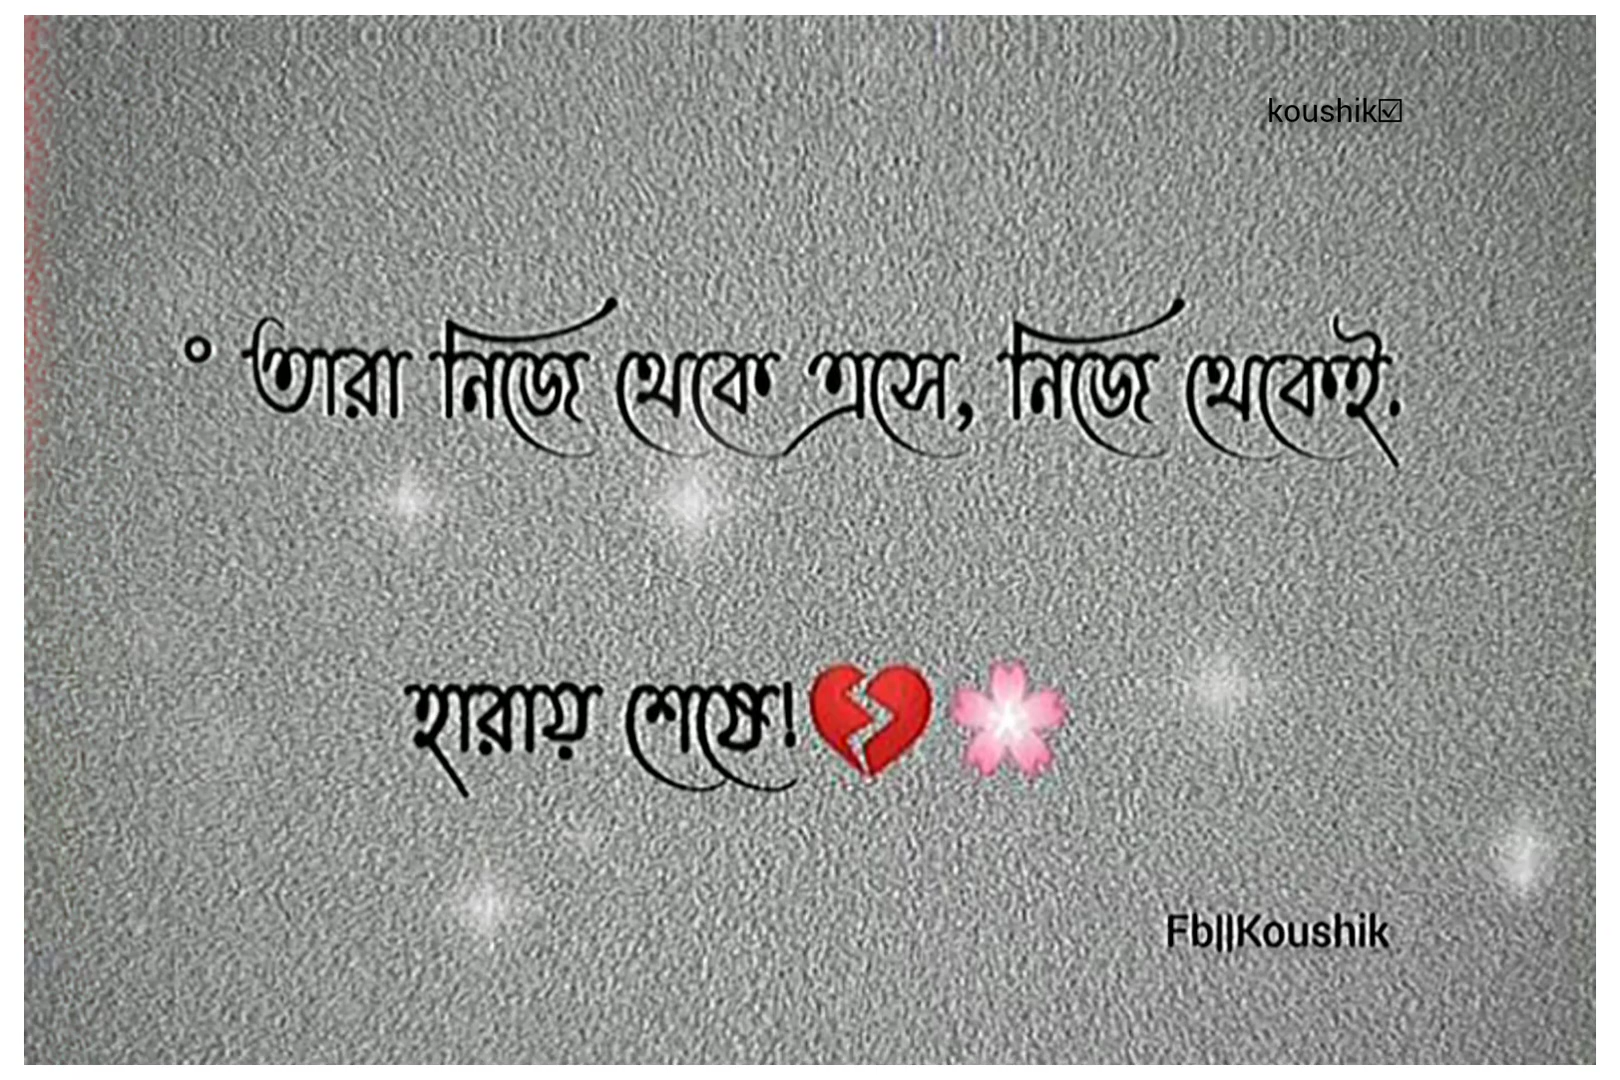 koushik☑
° তারা নিজে থেকে এসে, নিজে থেকেই.
হারায় শেষে!💔🌸
Fb||Koushik